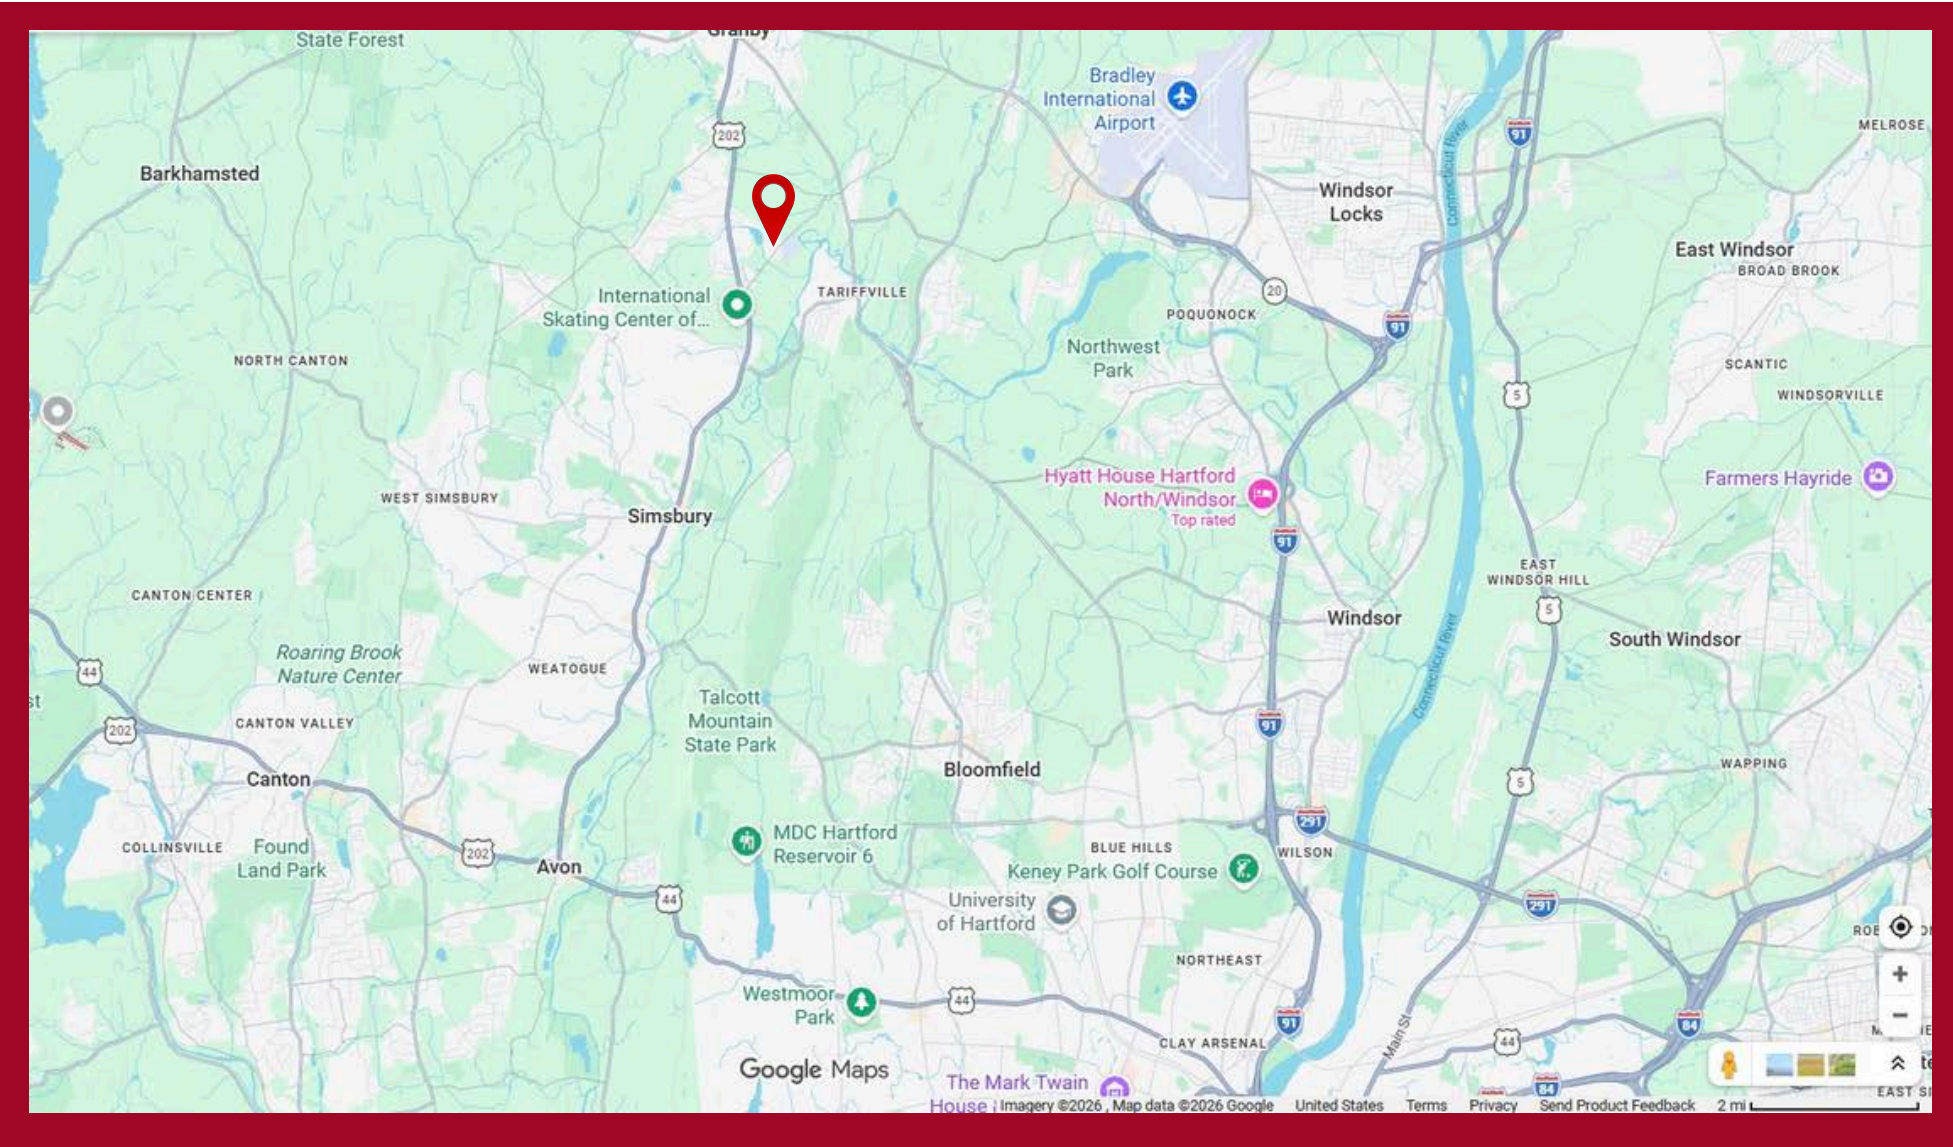 State Forest
Granby
Bradley
International
Airport
202
91
MELROSE
Barkhamsted
Windsor
Locks
Connecticut River
East Windsor
BROAD BROOK
International
Skating Center of...
TARIFFVILLE
20
POQUONOCK
91
NORTH CANTON
Northwest
Park
SCANTIC
5
WINDSORVILLE
Hyatt House Hartford
North/Windsor
Top rated
Farmers Hayride
WEST SIMSBURY
Simsbury
91
EAST
WINDSOR HILL
CANTON CENTER
5
Windsor
South Windsor
Roaring Brook
Nature Center
WEATOGUE
44
Connecticut River
st
Talcott
Mountain
State Park
CANTON VALLEY
202
91
Canton
Bloomfield
WAPPING
5
COLLINSVILLE
Found
Land Park
202
Avon
MDC Hartford
Reservoir 6
291
BLUE HILLS
WILSON
Keney Park Golf Course
44
University
of Hartford
291
NORTHEAST
Westmoor
Park
44
91
84
Main St
CLAY ARSENAL
44
Google Maps
The Mark Twain
House
84
EAST
Imagery ©2026 , Map data ©2026 Google United States Terms Privacy Send Product Feedback 2 mi